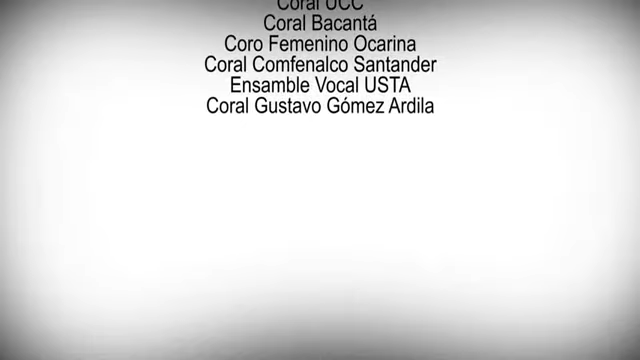 Coral UCC
Coral Bacantá
Coro Femenino Ocarina
Coral Comfenalco Santander
Ensamble Vocal USTA
Coral Gustavo Gómez Ardila